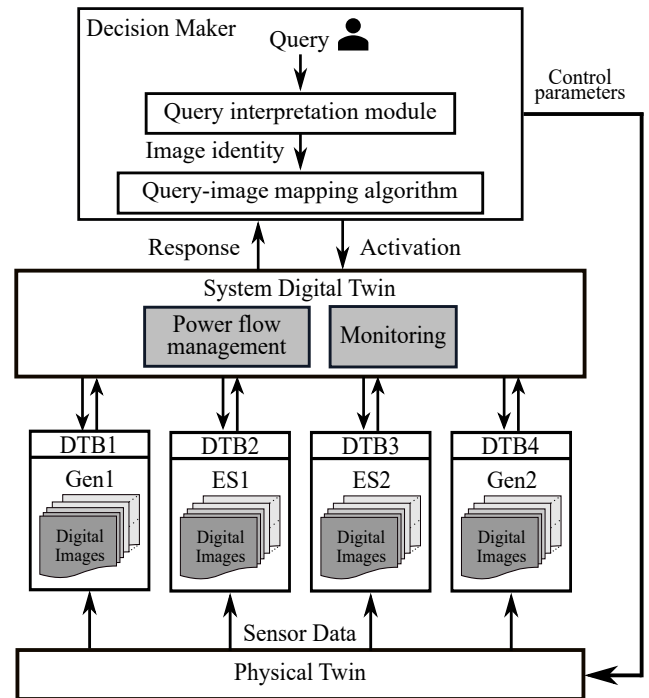 Decision Maker
Query
Control
parameters
Query interpretation module
Image identity
Query-image mapping algorithm
Response
Activation
System Digital Twin
Power flow
management
Monitoring
DTB1
DTB2
DTB3
DTB4
Gen1
ES1
ES2
Gen2
Digital
Images
Digital
Images
Digital
Images
Digital
Images
Sensor Data
Physical Twin